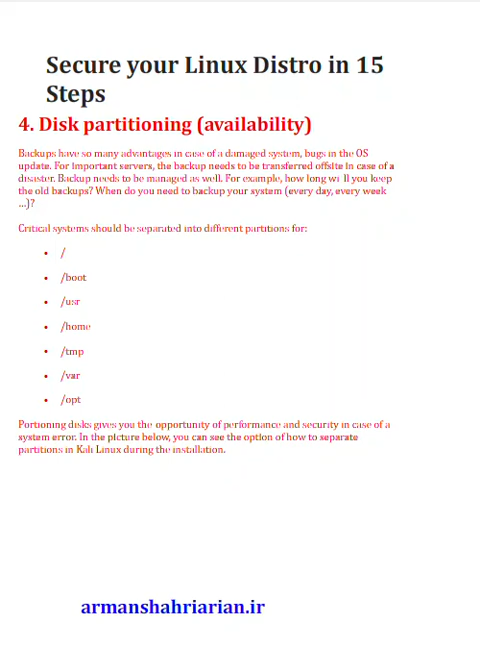 Secure your Linux Distro in 15
Steps
4. Disk partitioning (availability)
Backups have so many advantages in case of a damaged system, bugs in the OS
update. For important servers, the backup needs to be transferred offsite in case of a
disaster. Backup needs to be managed as well. For example, how long will you keep
the old backups? When do you need to backup your system (every day, every week
…)?
Critical systems should be separated into different partitions for:
• /
• /boot
• /usr
• /home
• /tmp
• /var
• /opt
Portioning disks gives you the opportunity of performance and security in case of a
system error. In the picture below, you can see the option of how to separate
partitions in Kali Linux during the installation.
armanshahriarian.ir